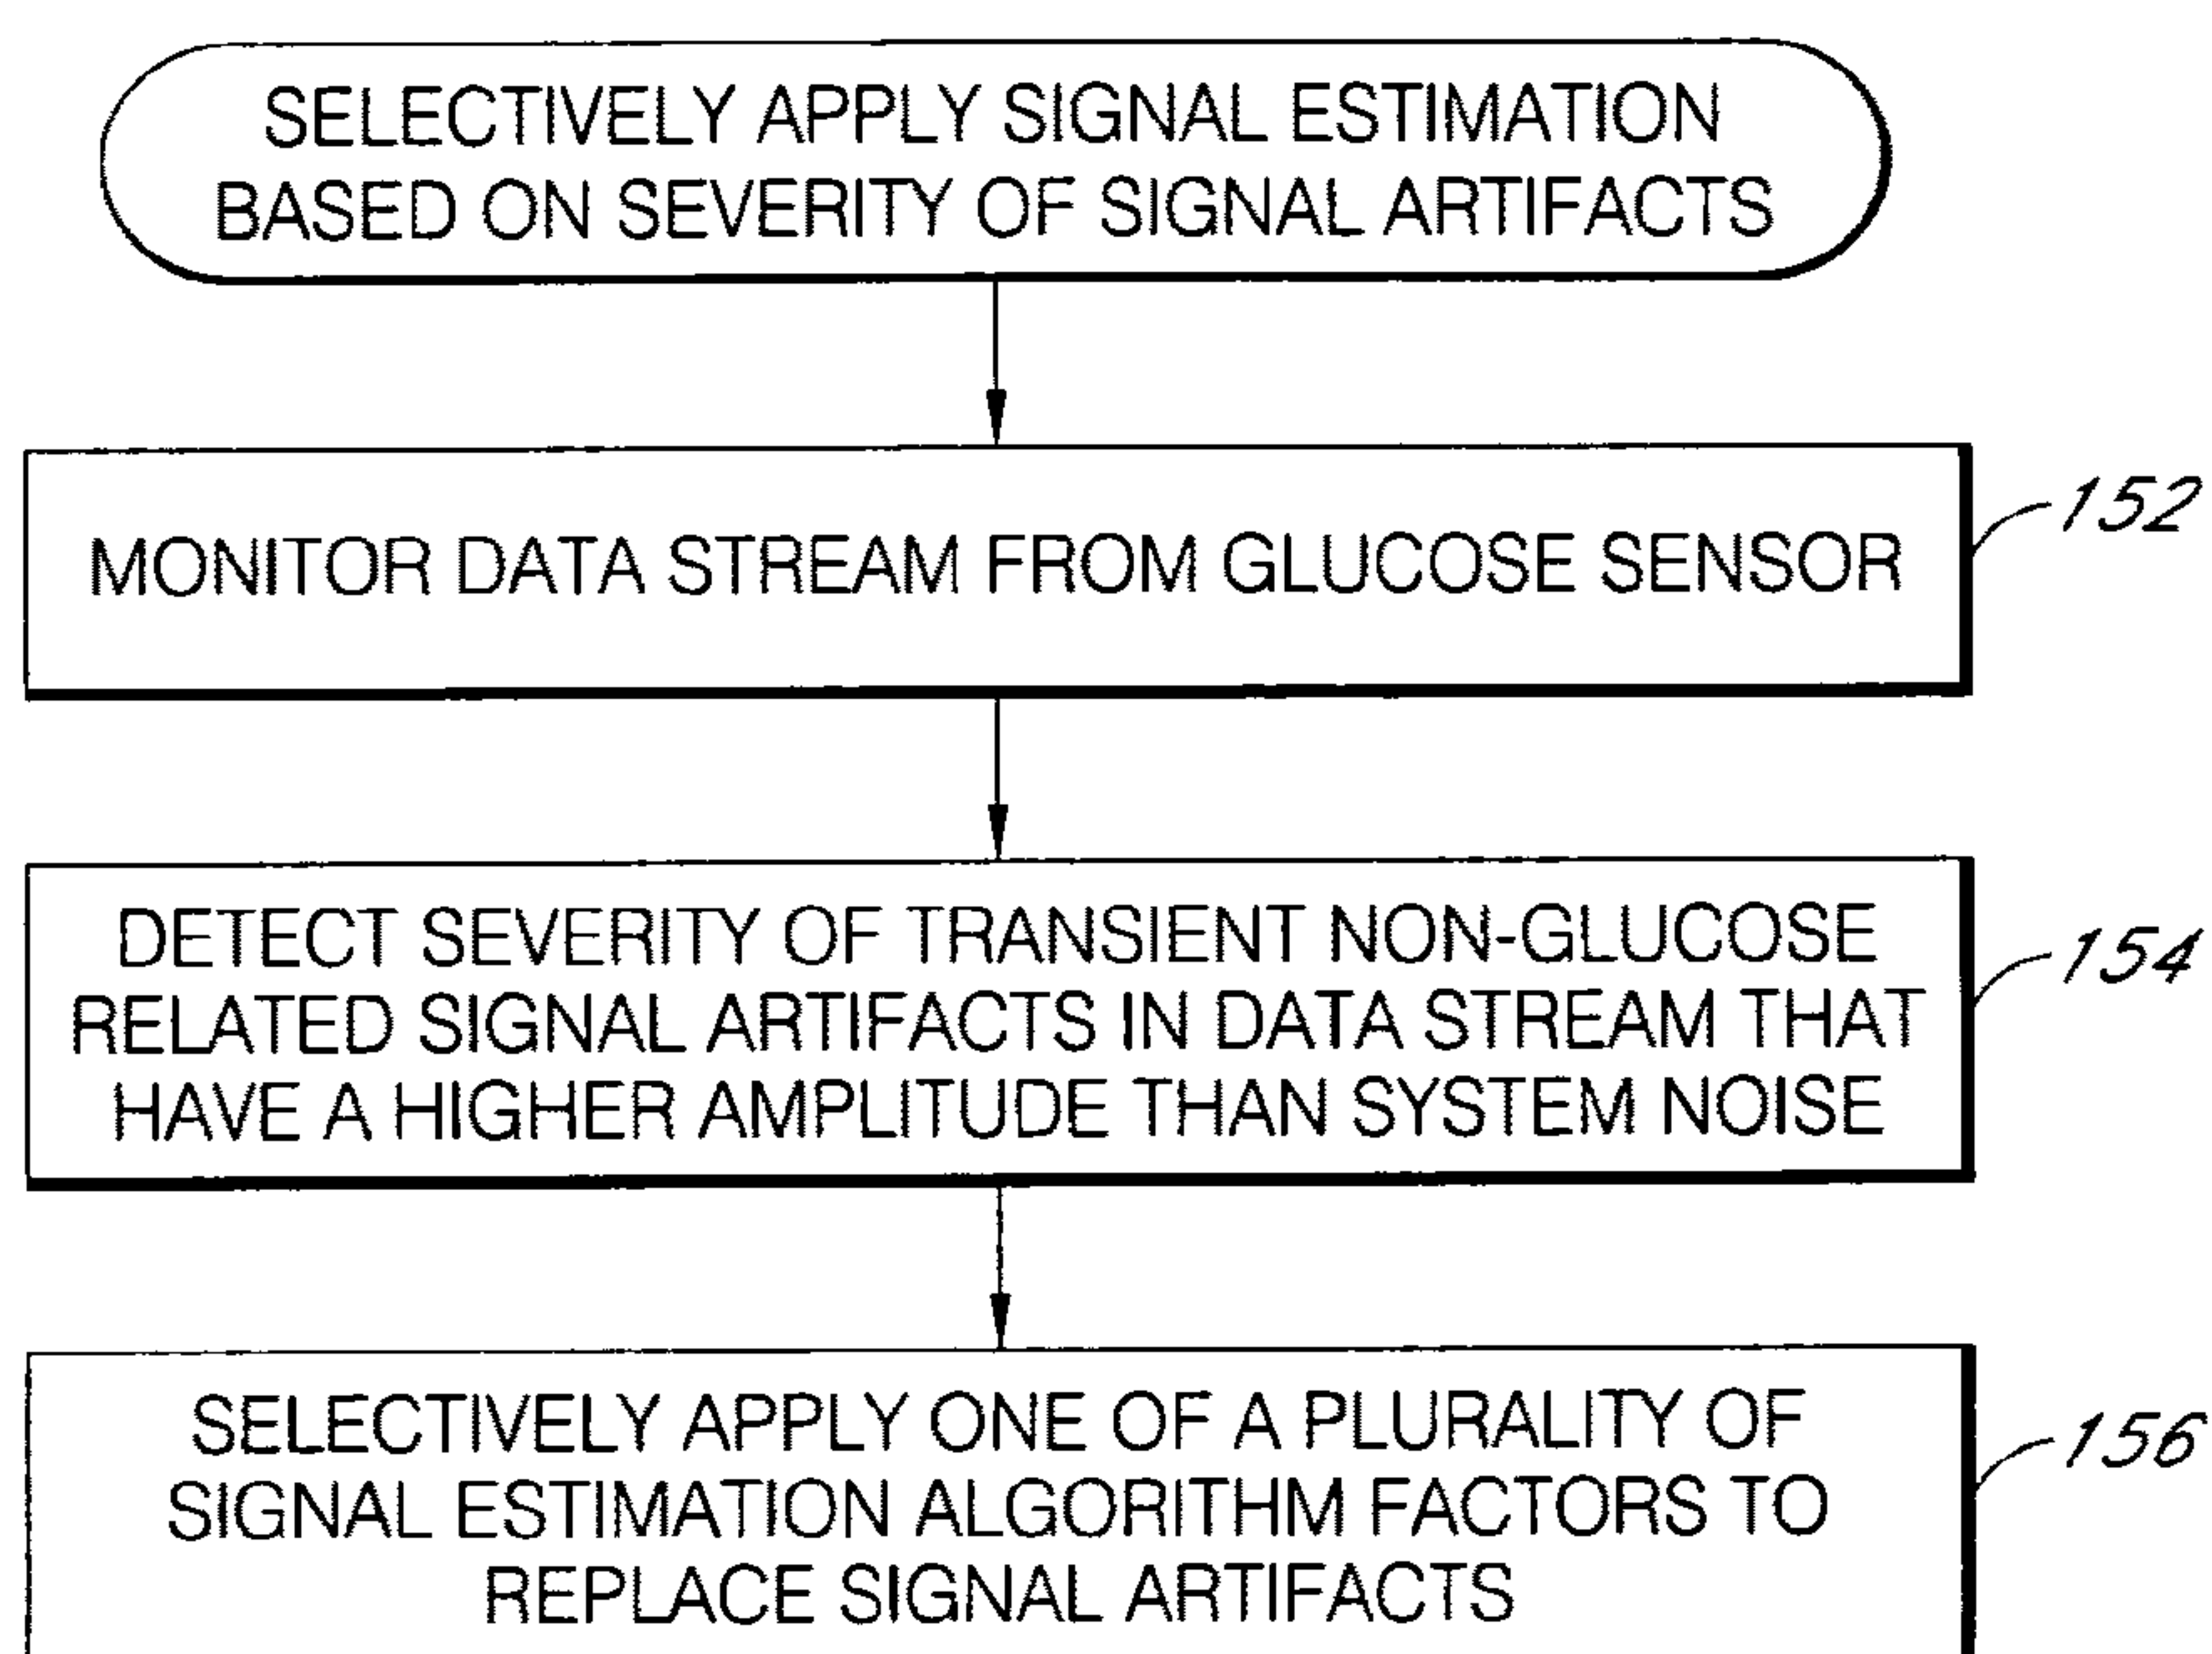 SELECTIVELY APPLY SIGNAL ESTIMATION
BASED ON SEVERITY OF SIGNAL ARTIFACTS
MONITOR DATA STREAM FROM GLUCOSE SENSOR
152
DETECT SEVERITY OF TRANSIENT NON-GLUCOSE
RELATED SIGNAL ARTIFACTS IN DATA STREAM THAT
HAVE A HIGHER AMPLITUDE THAN SYSTEM NOISE
154
SELECTIVELY APPLY ONE OF A PLURALITY OF
SIGNAL ESTIMATION ALGORITHM FACTORS TO
REPLACE SIGNAL ARTIFACTS
156